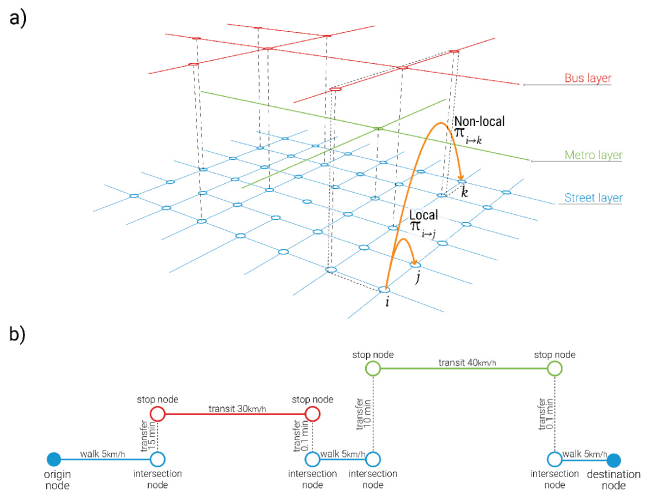 a)
Bus layer
Non-local
π i→k
Metro layer
k
Street layer
Local
π i→j
j
i
b)
stop node
transit 40km/h
stop node
stop node
transit 30km/h
stop node
transfer
15 min
transfer
0.1 min
transfer
10 min
transfer
0.1 min
walk 5km/h
walk 5km/h
walk 5km/h
origin
node
intersection
node
intersection
node
intersection
node
intersection
node
destination
node